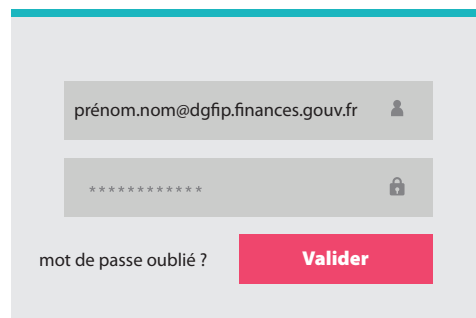 prénom.nom@dgfip.finances.gouv.fr
************
mot de passe oublié ?
Valider